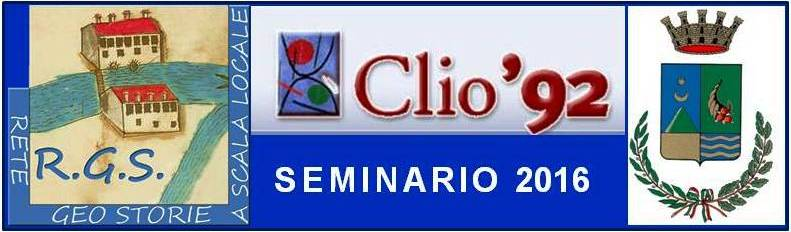 RETE
R.G.S.
GEO STORIE
A SCALA LOCALE
Clio '92
SEMINARIO 2016